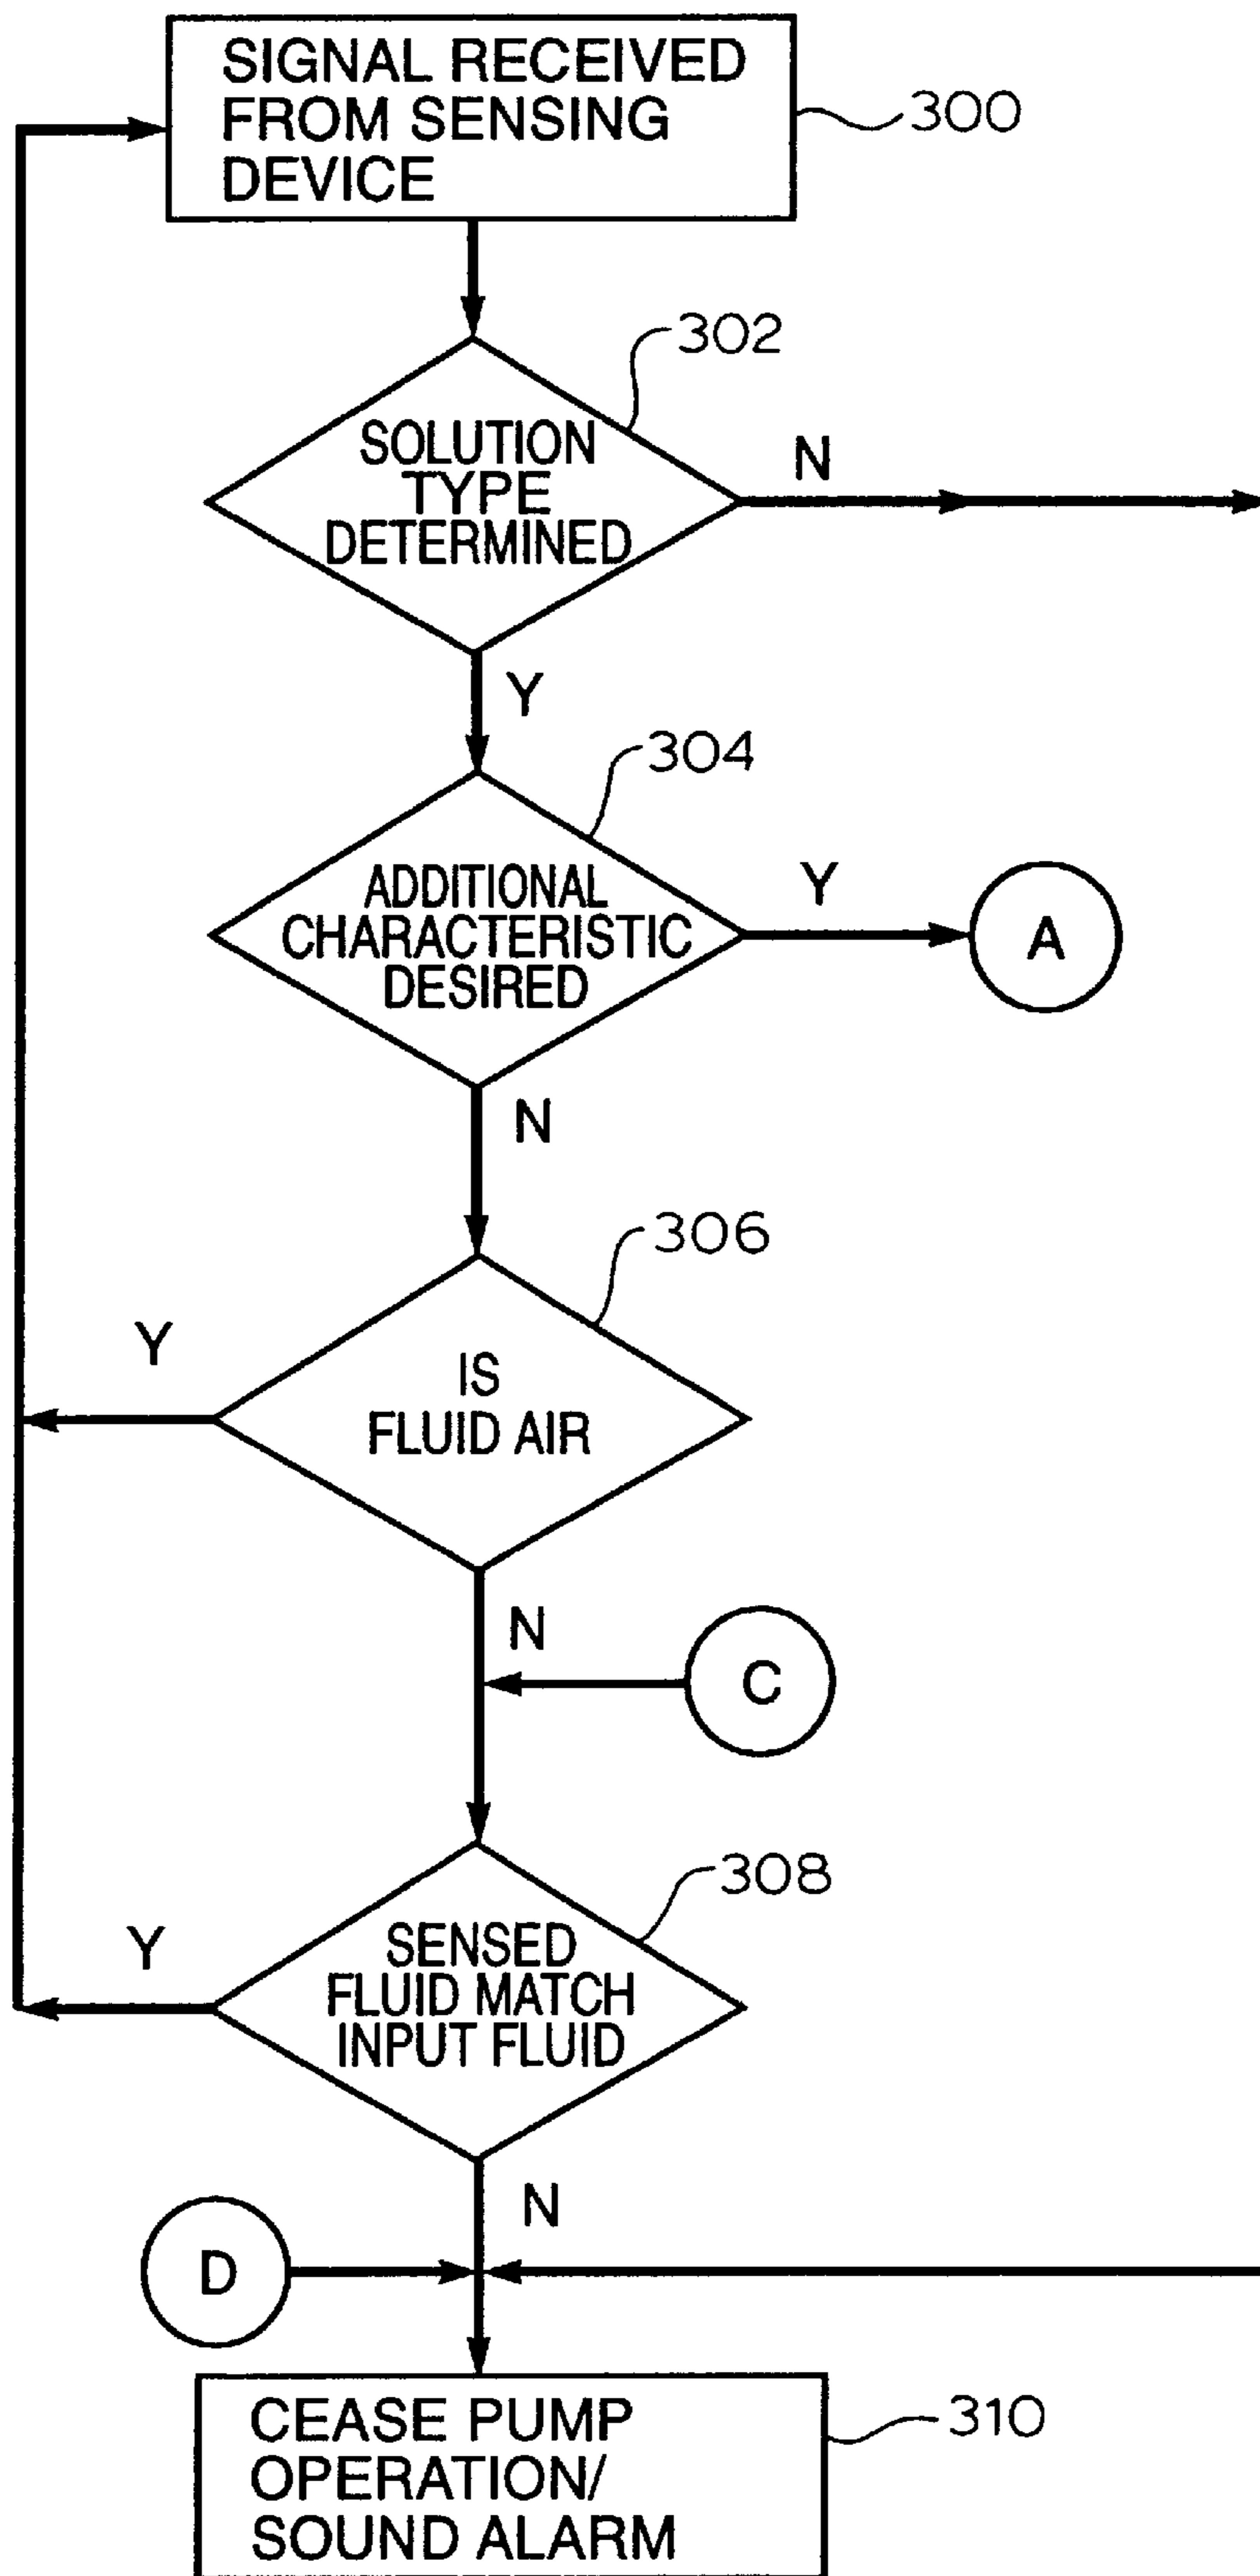 SIGNAL RECEIVED
FROM SENSING
DEVICE
300
302
SOLUTION
TYPE
DETERMINED
N
Y
304
ADDITIONAL
CHARACTERISTIC
DESIRED
Y
A
N
306
IS
FLUID AIR
Y
N
C
308
SENSED
FLUID MATCH
INPUT FLUID
Y
N
D
CEASE PUMP
OPERATION/
SOUND ALARM
310